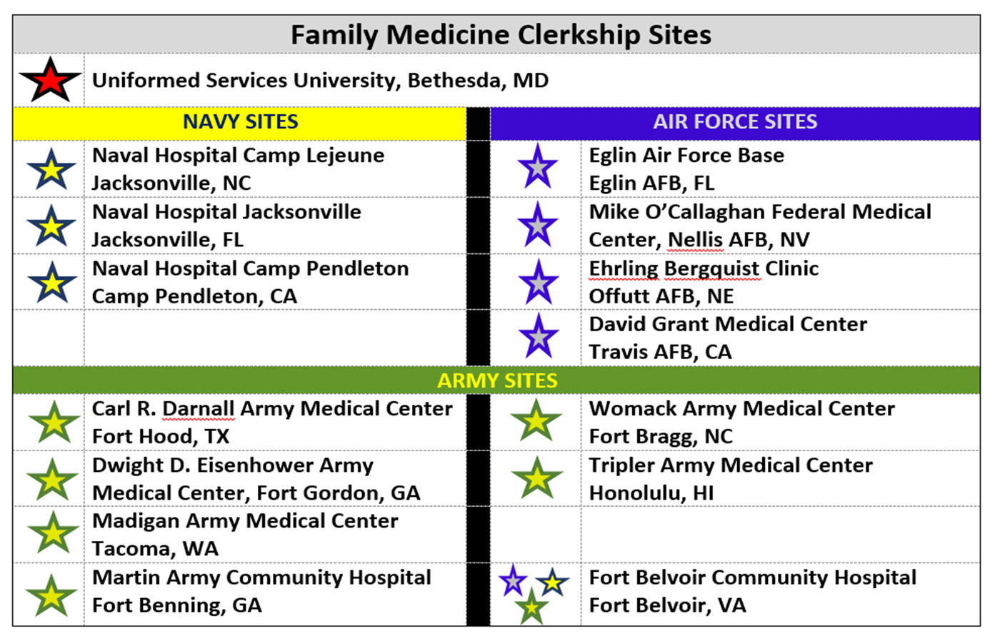 Family Medicine Clerkship Sites
Uniformed Services University, Bethesda, MD
NAVY SITES
AIR FORCE SITES
Naval Hospital Camp Lejeune
Jacksonville, NC
Eglin Air Force Base
Eglin AFB, FL
Naval Hospital Jacksonville
Jacksonville, FL
Mike O’Callaghan Federal Medical
Center, Nellis AFB, NV
Naval Hospital Camp Pendleton
Camp Pendleton, CA
Ehrling Bergquist Clinic
Offutt AFB, NE
David Grant Medical Center
Travis AFB, CA
ARMY SITES
Carl R. Darnall Army Medical Center
Fort Hood, TX
Womack Army Medical Center
Fort Bragg, NC
Dwight D. Eisenhower Army
Medical Center, Fort Gordon, GA
Tripler Army Medical Center
Honolulu, HI
Madigan Army Medical Center
Tacoma, WA
Martin Army Community Hospital
Fort Benning, GA
Fort Belvoir Community Hospital
Fort Belvoir, VA